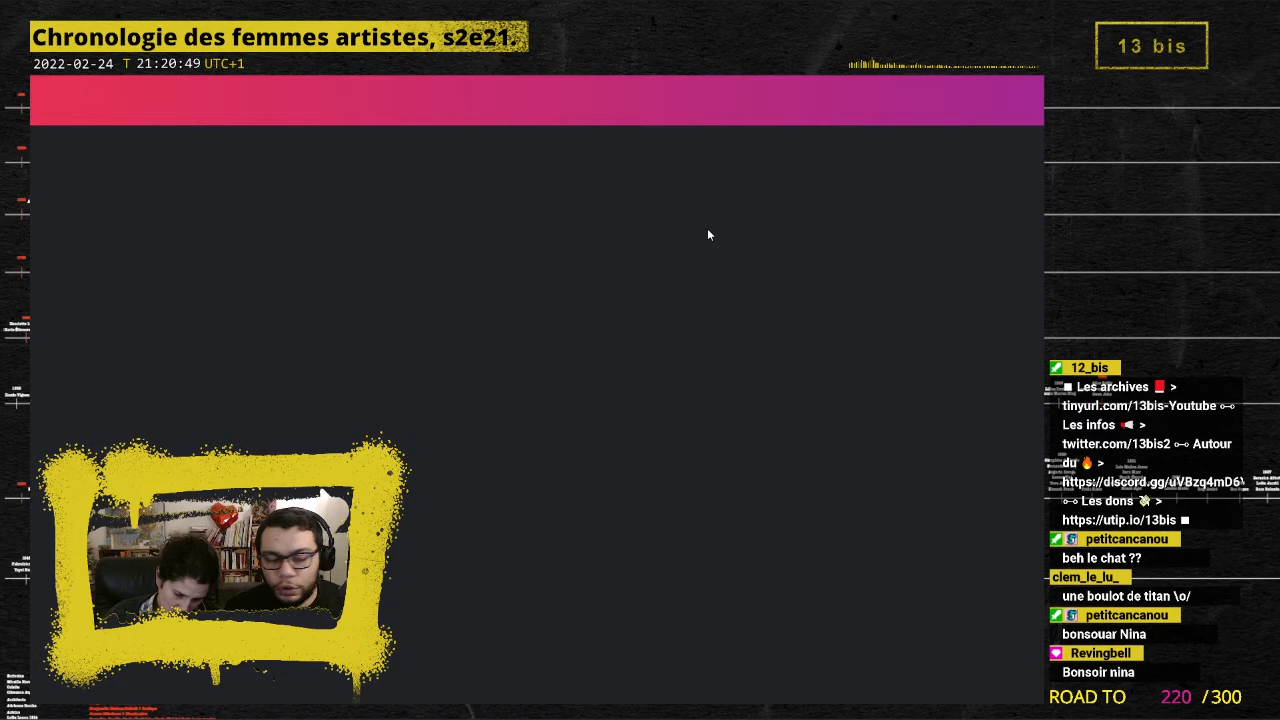 Chronologie des femmes artistes, s2e21.
2022-02-24 T 21:20:49 UTC+1
13 bis
12_bis
Les archives >
tinyurl.com/13bis-Youtube
Les infos >
twitter.com/13bis2 Autour
du >
https://discord.gg/uVBzq4mD6
Les dons >
https://utip.io/13bis
petitcancanou
beh le chat ??
clem_le_lu_
une boulot de titan \o/
petitcancanou
bonsouar Nina
Revingbell
Bonsoir nina
ROAD TO 220 / 300